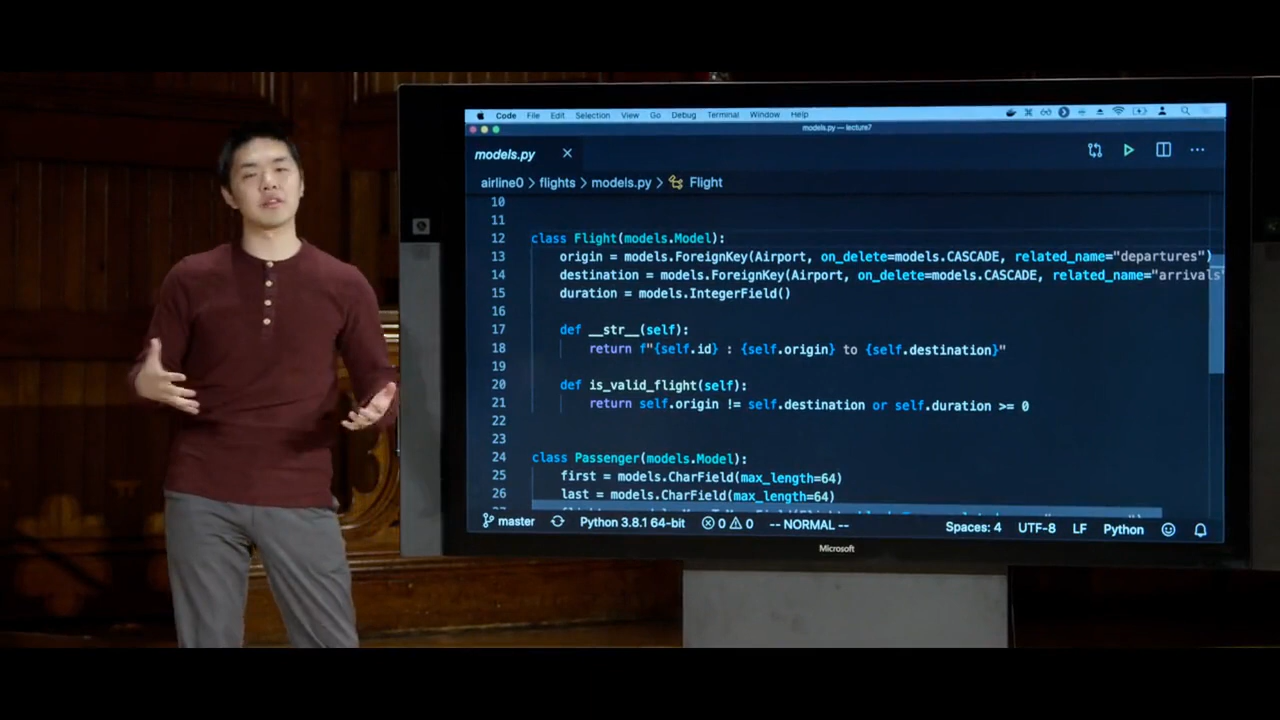 Code File Edit Selection View Go Debug Terminal Window Help
models.py — lecture7
models.py
airline0 > flights > models.py > Flight
10
11
12 class Flight(models.Model):
13 origin = models.ForeignKey(Airport, on_delete=models.CASCADE, related_name="departures")
14 destination = models.ForeignKey(Airport, on_delete=models.CASCADE, related_name="arrivals"
15 duration = models.IntegerField()
16
17 def __str__(self):
18 return f"{self.id} : {self.origin} to {self.destination}"
19
20 def is_valid_flight(self):
21 return self.origin != self.destination or self.duration >= 0
22
23
24 class Passenger(models.Model):
25 first = models.CharField(max_length=64)
26 last = models.CharField(max_length=64)
master Python 3.8.1 64-bit 0 0 -- NORMAL -- Spaces: 4 UTF-8 LF Python
Microsoft